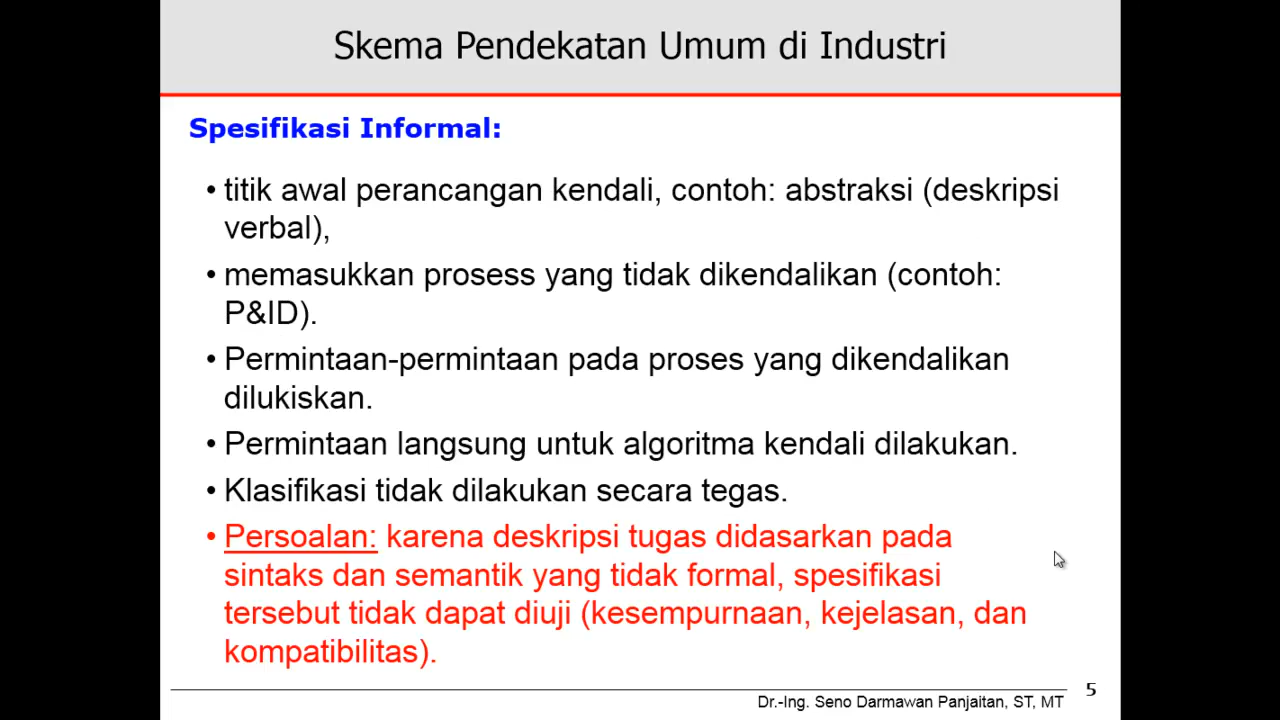 Skema Pendekatan Umum di Industri
Spesifikasi Informal:
• titik awal perancangan kendali, contoh: abstraksi (deskripsi
verbal),
• memasukkan prosess yang tidak dikendalikan (contoh:
P&ID).
• Permintaan-permintaan pada proses yang dikendalikan
dilukiskan.
• Permintaan langsung untuk algoritma kendali dilakukan.
• Klasifikasi tidak dilakukan secara tegas.
• Persoalan: karena deskripsi tugas didasarkan pada
sintaks dan semantik yang tidak formal, spesifikasi
tersebut tidak dapat diuji (kesempurnaan, kejelasan, dan
kompatibilitas).
5
Dr.-Ing. Seno Darmawan Panjaitan, ST, MT